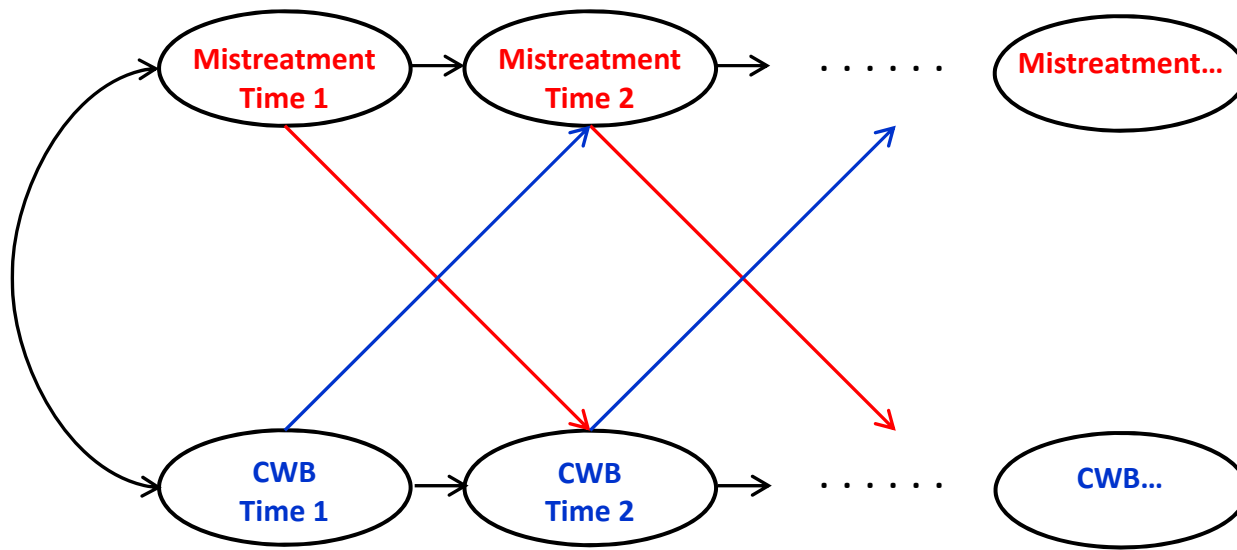 Mistreatment
Time 1
Mistreatment
Time 2
. . . . . .
Mistreatment…
CWB
Time 1
CWB
Time 2
. . . . . .
CWB…